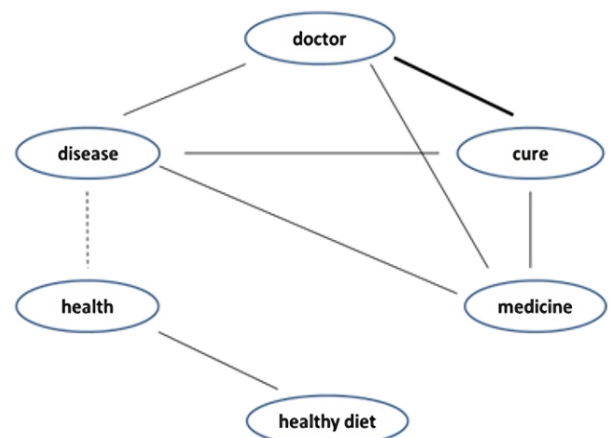 doctor
disease
cure
health
medicine
healthy diet